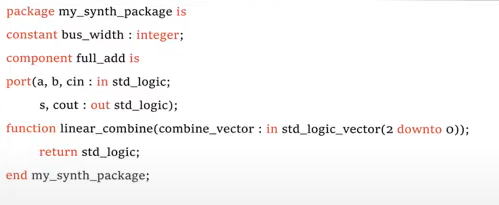 package my_synth_package is
constant bus_width : integer;
component full_add is
port(a, b, cin : in std_logic;
s, cout : out std_logic);
function linear_combine(combine_vector : in std_logic_vector(2 downto 0));
return std_logic;
end my_synth_package;